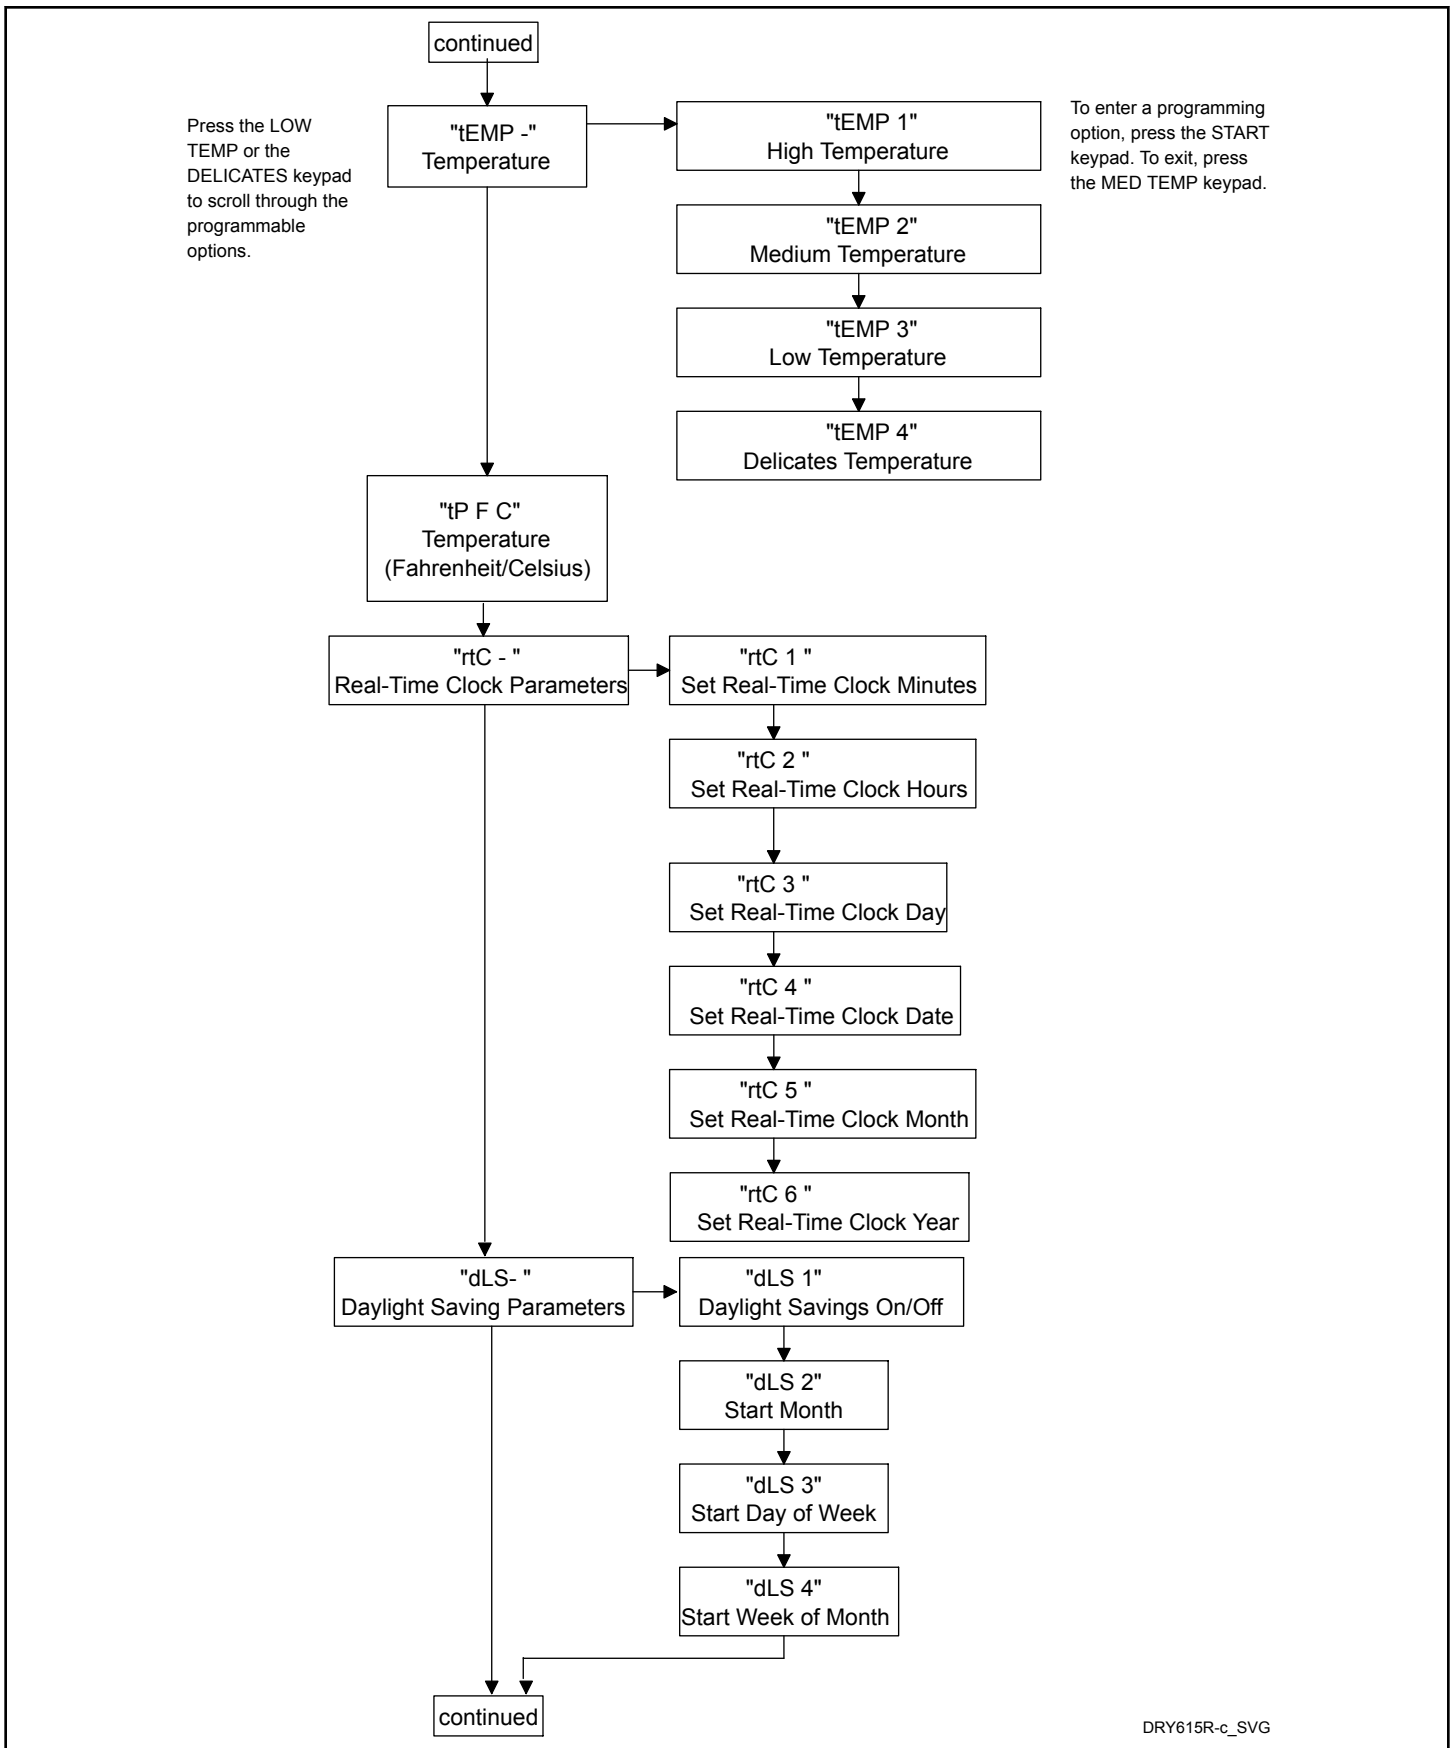 continued
Press the LOW
TEMP or the
DELICATES keypad
to scroll through the
programmable
options.
"tEMP -"
Temperature
"tEMP 1"
High Temperature
To enter a programming
option, press the START
keypad. To exit, press
the MED TEMP keypad.
"tEMP 2"
Medium Temperature
"tEMP 3"
Low Temperature
"tEMP 4"
Delicates Temperature
"tP F C"
Temperature
(Fahrenheit/Celsius)
"rtC - "
Real-Time Clock Parameters
"rtC 1 "
Set Real-Time Clock Minutes
"rtC 2 "
Set Real-Time Clock Hours
"rtC 3 "
Set Real-Time Clock Day
"rtC 4 "
Set Real-Time Clock Date
"rtC 5 "
Set Real-Time Clock Month
"rtC 6 "
Set Real-Time Clock Year
"dLS- "
Daylight Saving Parameters
"dLS 1"
Daylight Savings On/Off
"dLS 2"
Start Month
"dLS 3"
Start Day of Week
"dLS 4"
Start Week of Month
continued
DRY615R-c_SVG